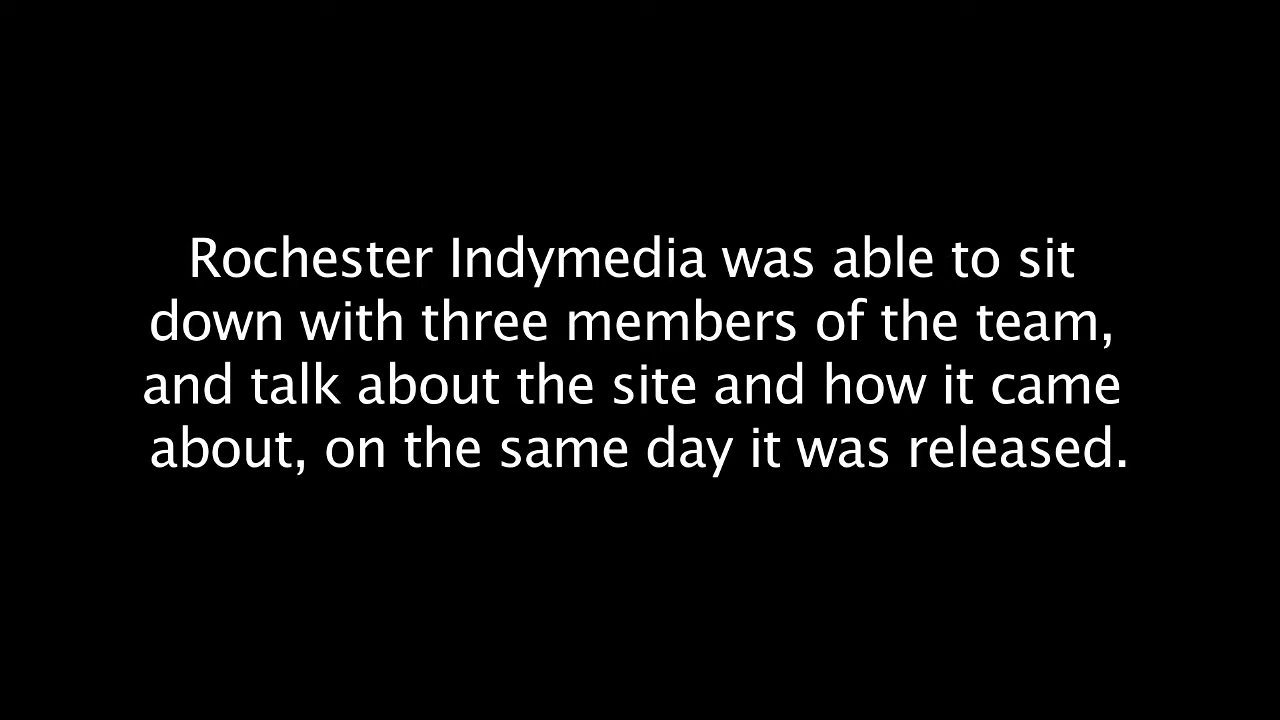 Rochester Indymedia was able to sit
down with three members of the team,
and talk about the site and how it came
about, on the same day it was released.